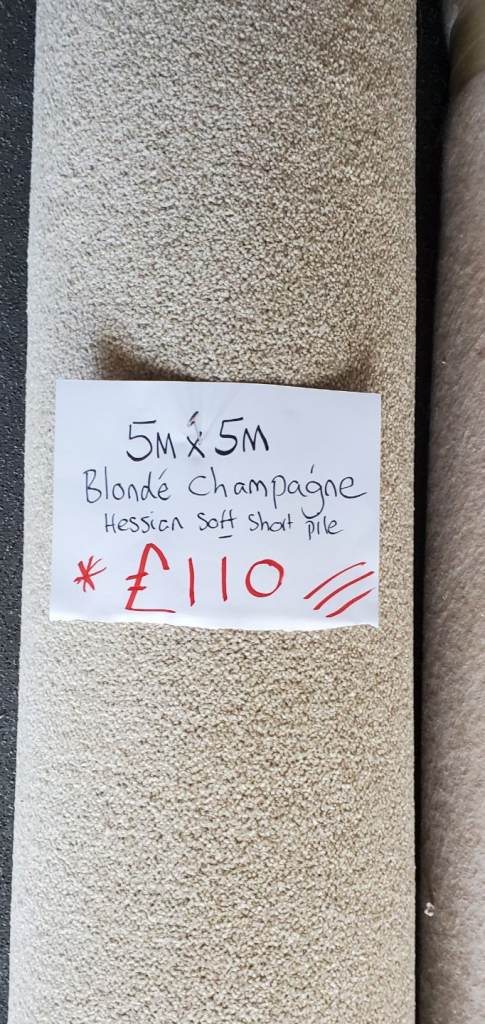 5M x 5M
Blondé Champagne
Hessian Soft Short pile
* £110